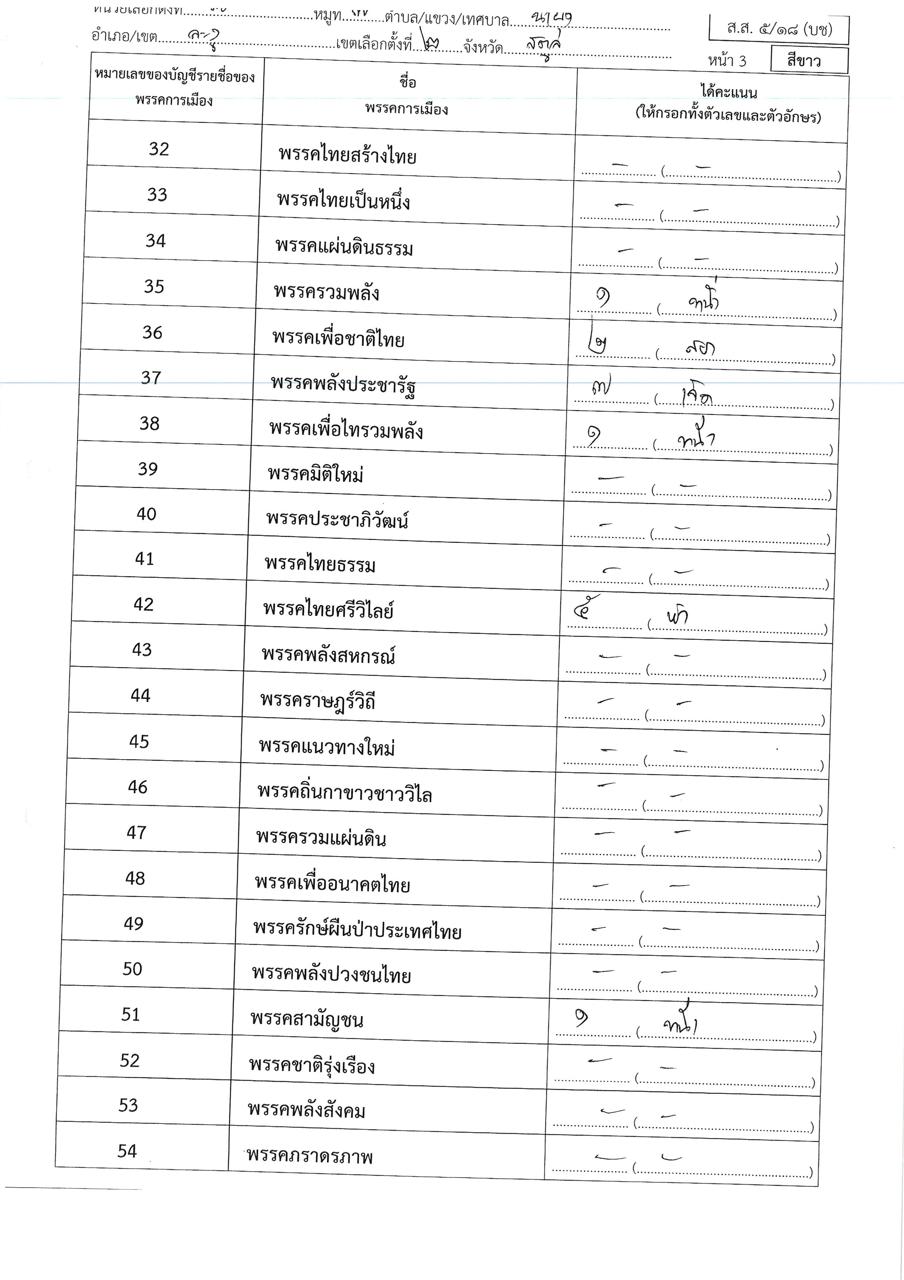 หน่วยเลือกตั้งที่ หมู่ที่ ตำบล/แขวง/เทศบาล
ส.ส. ๕/๑๘ (บช)
อำเภอ/เขต ละงู เขตเลือกตั้งที่ ๒ จังหวัด สตูล
หน้า 3 สีขาว
หมายเลขของบัญชีรายชื่อของพรรคการเมือง ชื่อพรรคการเมือง ได้คะแนน (ให้กรอกทั้งตัวเลขและตัวอักษร)
32 พรรคไทยสร้างไทย - (-)
33 พรรคไทยเป็นหนึ่ง - (-)
34 พรรคแผ่นดินธรรม - (-)
35 พรรครวมพลัง ๑ (หนึ่ง)
36 พรรคเพื่อชาติไทย ๒ (สอง)
37 พรรคพลังประชารัฐ ๗ (เจ็ด)
38 พรรคเพื่อไทรวมพลัง ๑ (หนึ่ง)
39 พรรคมิติใหม่ - (-)
40 พรรคประชาภิวัฒน์ - (-)
41 พรรคไทยธรรม - (-)
42 พรรคไทยศรีวิไลย์ ๕ (ห้า)
43 พรรคพลังสหกรณ์ - (-)
44 พรรคราษฎร์วิถี - (-)
45 พรรคแนวทางใหม่ - (-)
46 พรรคถิ่นกาขาวชาววิไล - (-)
47 พรรครวมแผ่นดิน - (-)
48 พรรคเพื่ออนาคตไทย - (-)
49 พรรครักษ์ผืนป่าประเทศไทย - (-)
50 พรรคพลังปวงชนไทย - (-)
51 พรรคสามัญชน ๑ (หนึ่ง)
52 พรรคชาติรุ่งเรือง - (-)
53 พรรคพลังสังคม - (-)
54 พรรคภราดรภาพ - (-)